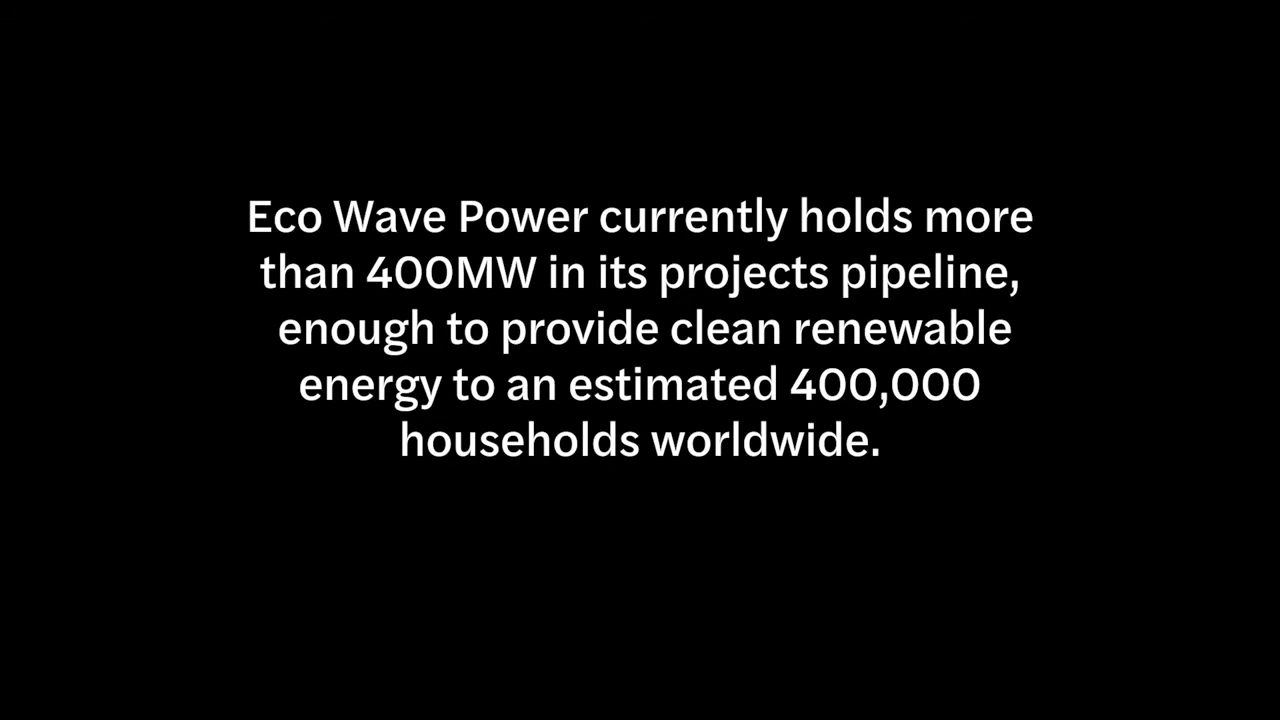 Eco Wave Power currently holds more
than 400MW in its projects pipeline,
enough to provide clean renewable
energy to an estimated 400,000
households worldwide.